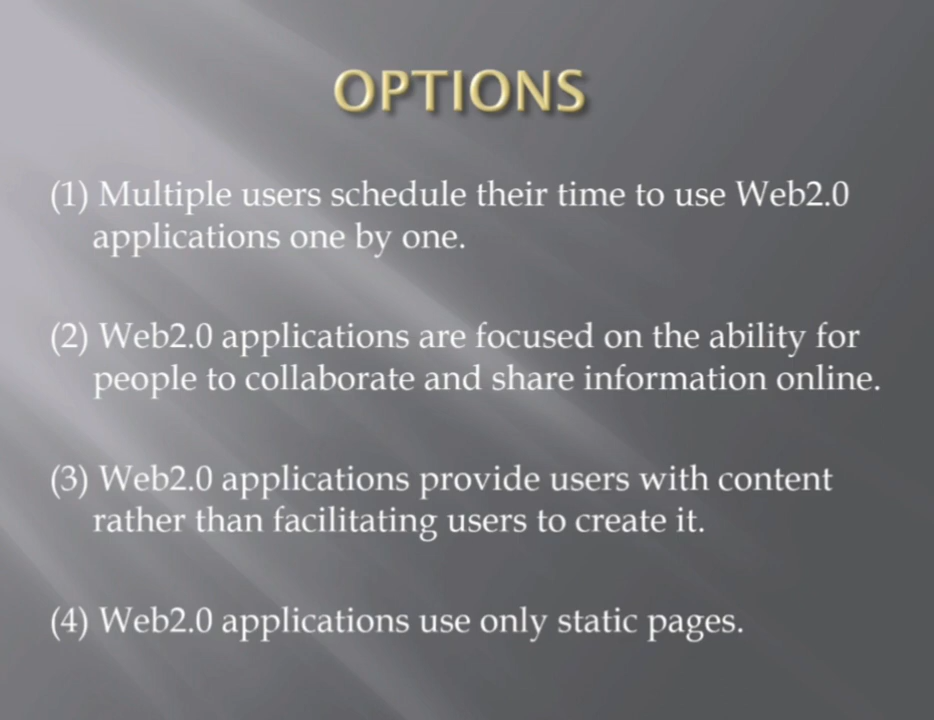 OPTIONS
(1) Multiple users schedule their time to use Web2.0
applications one by one.
(2) Web2.0 applications are focused on the ability for
people to collaborate and share information online.
(3) Web2.0 applications provide users with content
rather than facilitating users to create it.
(4) Web2.0 applications use only static pages.